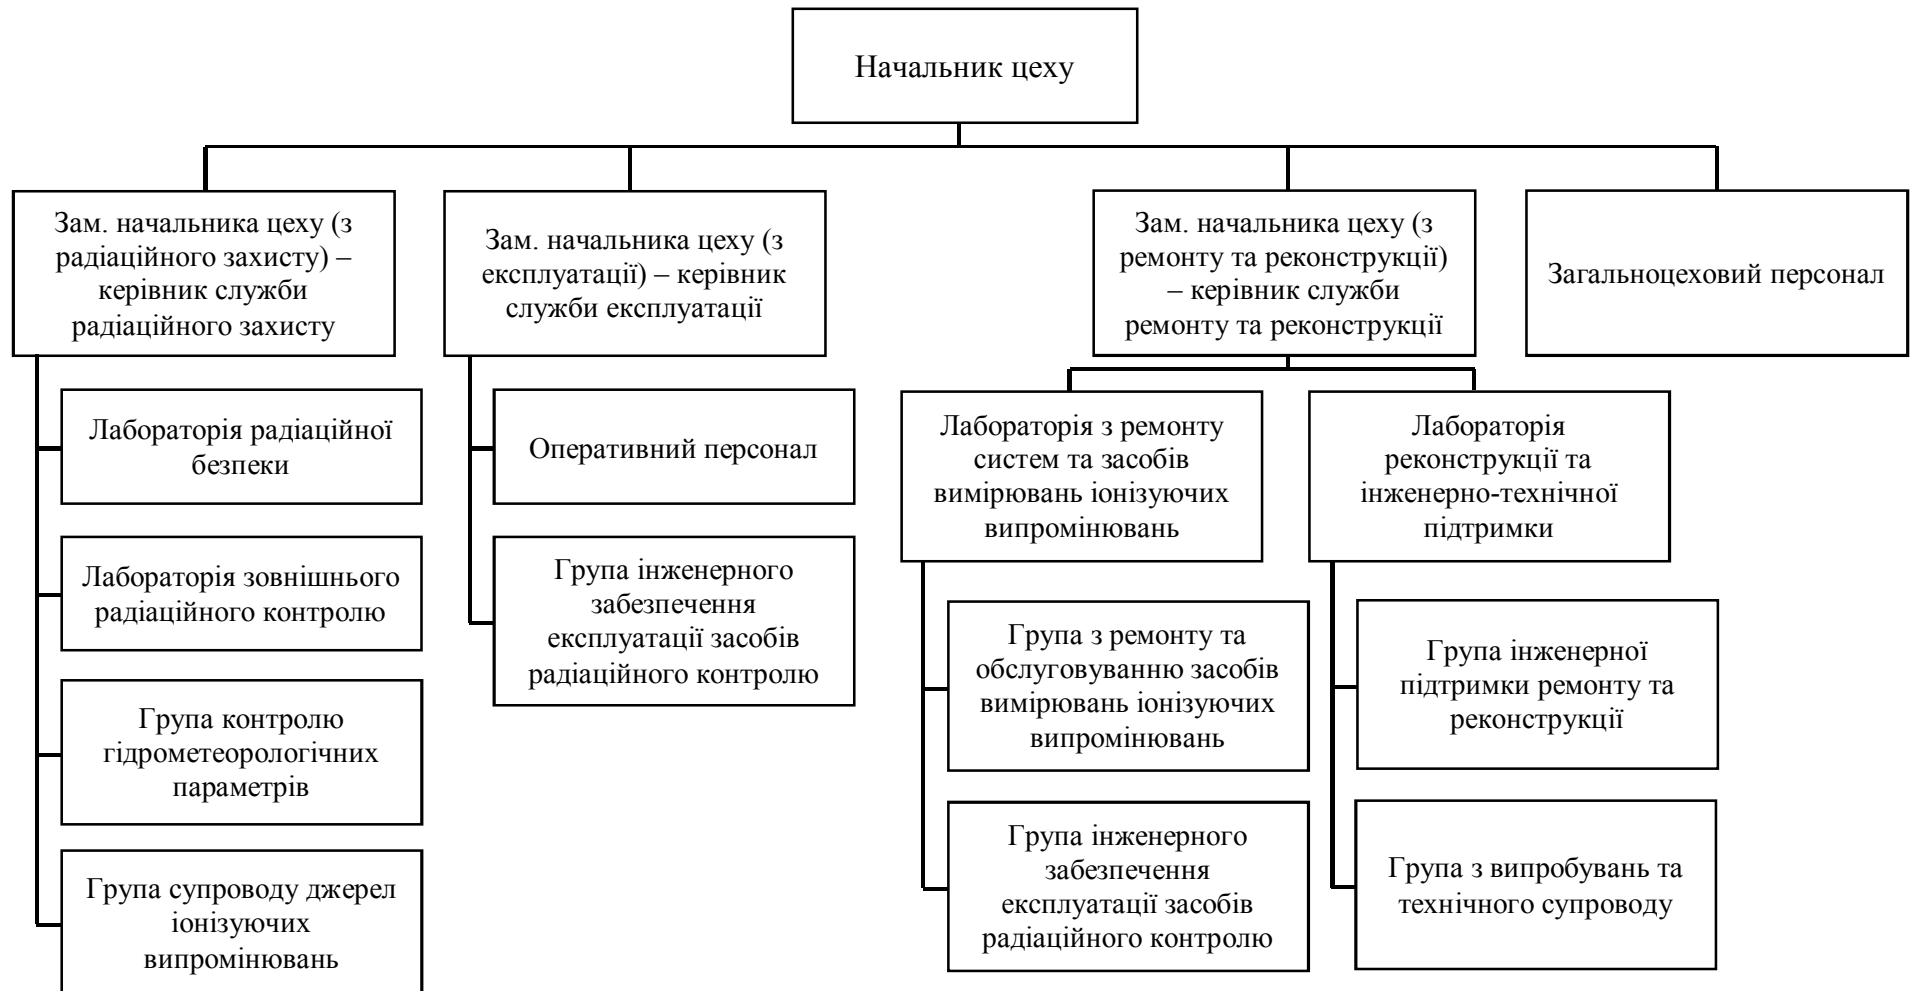 Начальник цеху
Зам. начальника цеху (з
радіаційного захисту) –
керівник служби
радіаційного захисту
Зам. начальника цеху (з
експлуатації) – керівник
служби експлуатації
Зам. начальника цеху (з
ремонту та реконструкції)
– керівник служби
ремонту та реконструкції
Загальноцеховий персонал
Лабораторія радіаційної
безпеки
Лабораторія зовнішнього
радіаційного контролю
Група контролю
гідрометеорологічних
параметрів
Група супроводу джерел
іонізуючих
випромінювань
Оперативний персонал
Група інженерного
забезпечення
експлуатації засобів
радіаційного контролю
Лабораторія з ремонту
систем та засобів
вимірювань іонізуючих
випромінювань
Група з ремонту та
обслуговуванню засобів
вимірювань іонізуючих
випромінювань
Група інженерного
забезпечення
експлуатації засобів
радіаційного контролю
Лабораторія
реконструкції та
інженерно-технічної
підтримки
Група інженерної
підтримки ремонту та
реконструкції
Група з випробувань та
технічного супроводу